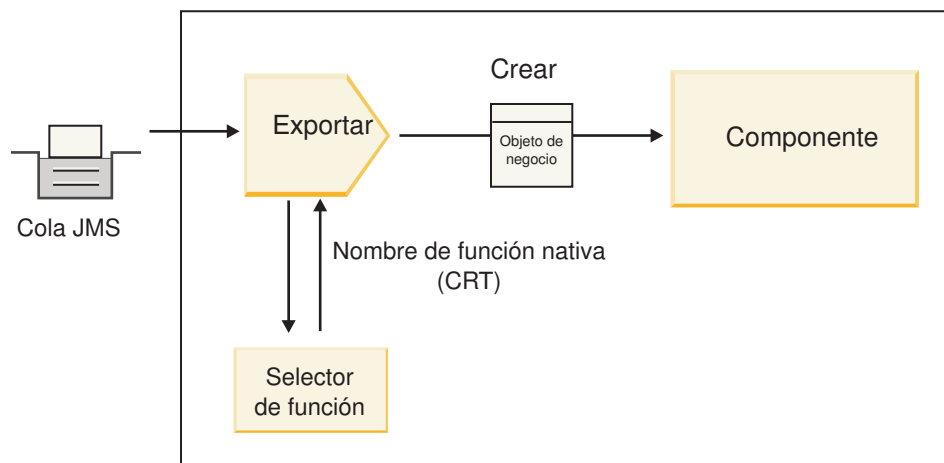 Crear
Exportar
Objeto de
negocio
Componente
Cola JMS
Nombre de función nativa
(CRT)
Selector
de función